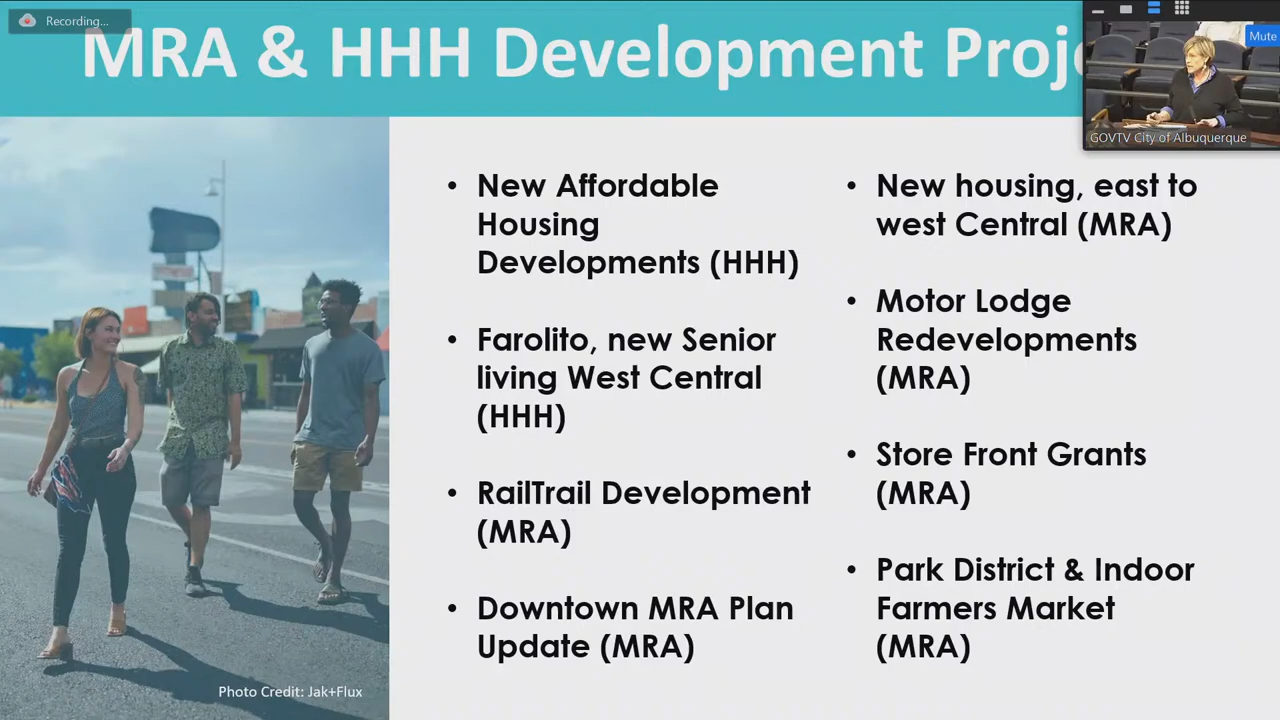 Recording...
MRA & HHH Development Proje
Mute
GOVTV City of Albuquerque
• New Affordable
Housing
Developments (HHH)
• Farolito, new Senior
living West Central
(HHH)
• RailTrail Development
(MRA)
• Downtown MRA Plan
Update (MRA)
• New housing, east to
west Central (MRA)
• Motor Lodge
Redevelopments
(MRA)
• Store Front Grants
(MRA)
• Park District & Indoor
Farmers Market
(MRA)
Photo Credit: Jak+Flux